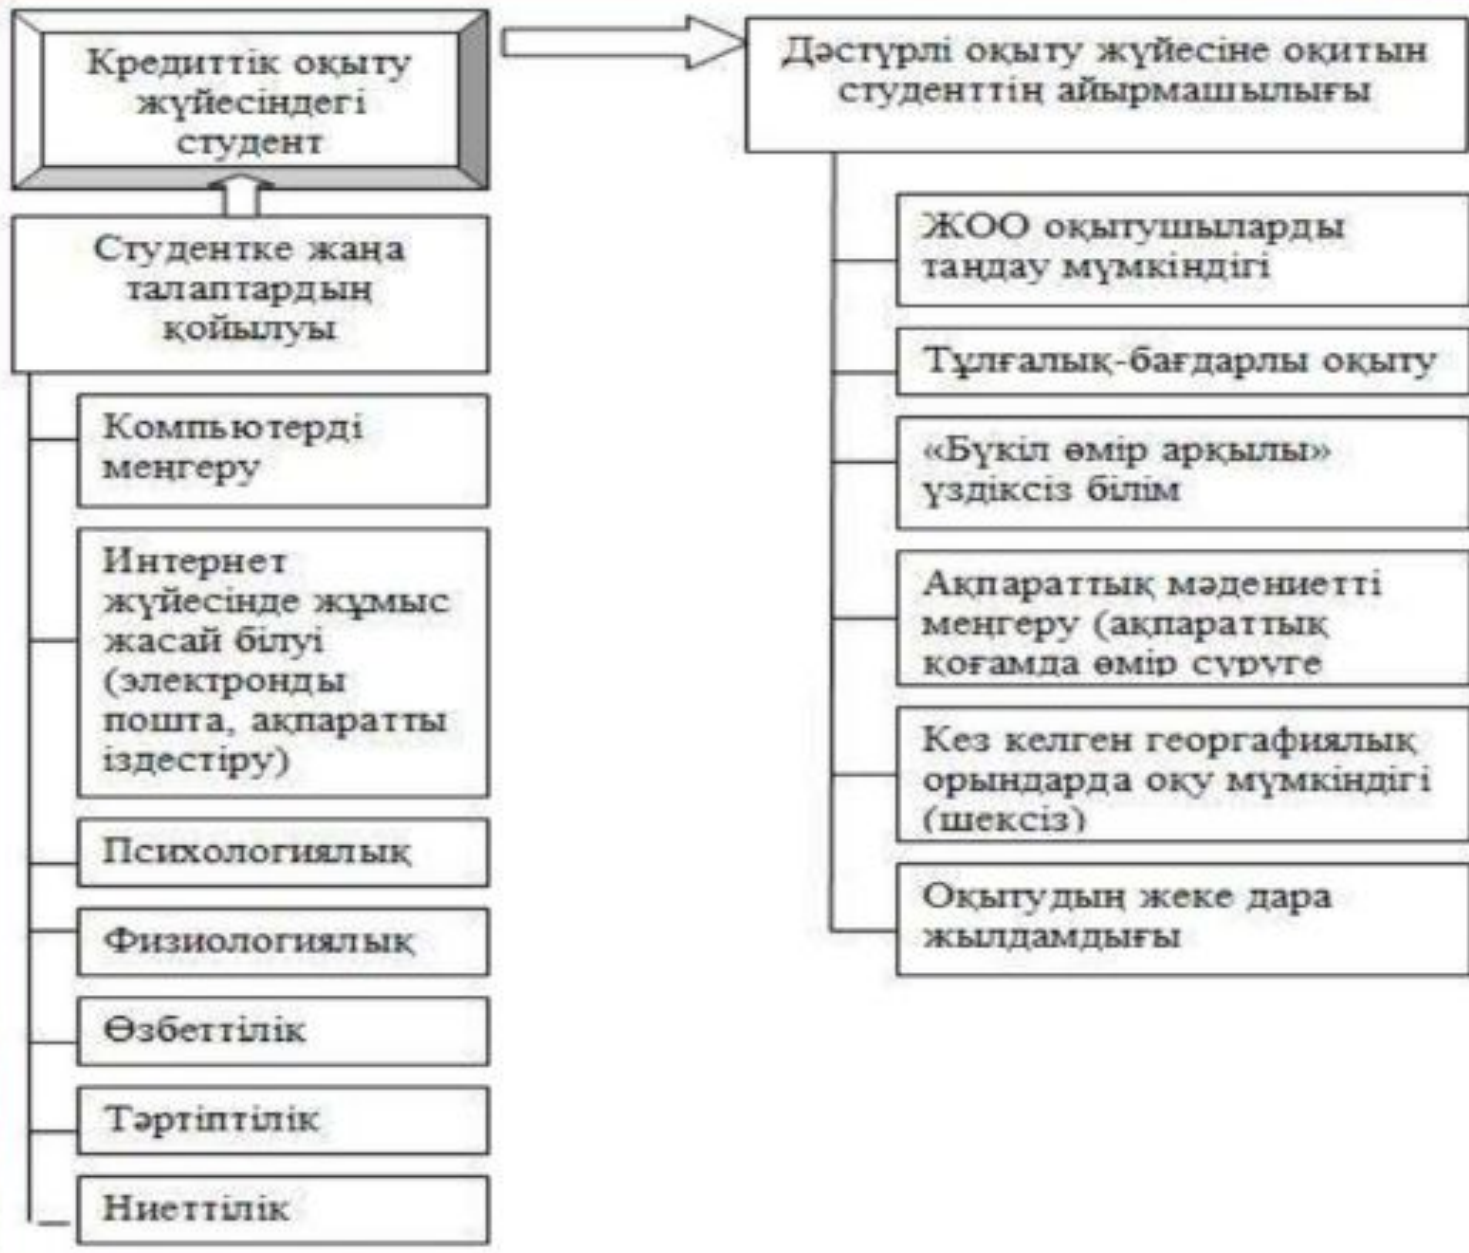 Кредиттік оқыту
жүйесіндегі
студент
Студентке жаңа
талаптардың
қойылуы
Компьютерді
меңгеру
Интернет
жүйесінде жұмыс
жасай білуі
(электронды
пошта, ақпаратты
іздестіру)
Психологиялық
Физиологиялық
Өзбеттілік
Тәртіптілік
Ниеттілік
Дәстүрлі оқыту жүйесіне оқитын
студенттің айырмашылығы
ЖОО оқытушыларды
таңдау мүмкіндігі
Тұлғалық-бағдарлы оқыту
«Бүкіл өмір арқылы»
үздіксіз білім
Ақпараттық мәдениетті
меңгеру (ақпараттық
қоғамда өмір сүруге
Кез келген георгафиялық
орындарда оқу мүмкіндігі
(шексіз)
Оқытудың жеке дара
жылдамдығы